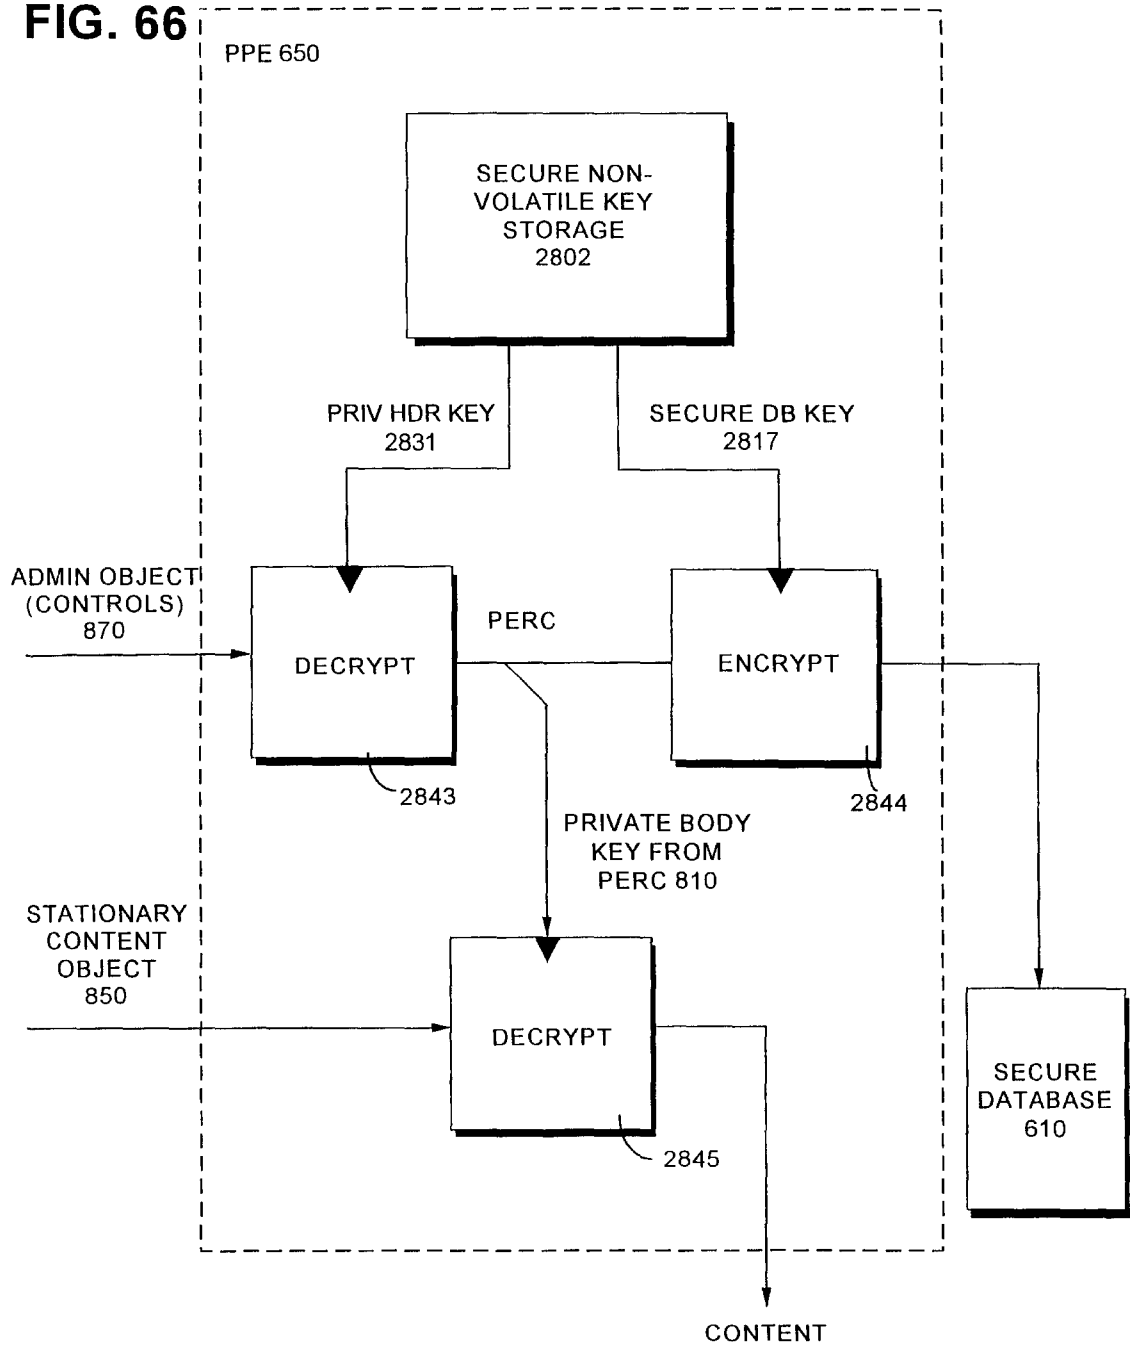 FIG. 66
PPE 650
SECURE NON-
VOLATILE KEY
STORAGE
2802
PRIV HDR KEY
2831
SECURE DB KEY
2817
ADMIN OBJECT
(CONTROLS)
870
DECRYPT
PERC
ENCRYPT
2843
2844
PRIVATE BODY
KEY FROM
PERC 810
STATIONARY
CONTENT
OBJECT
850
DECRYPT
2845
SECURE
DATABASE
610
CONTENT